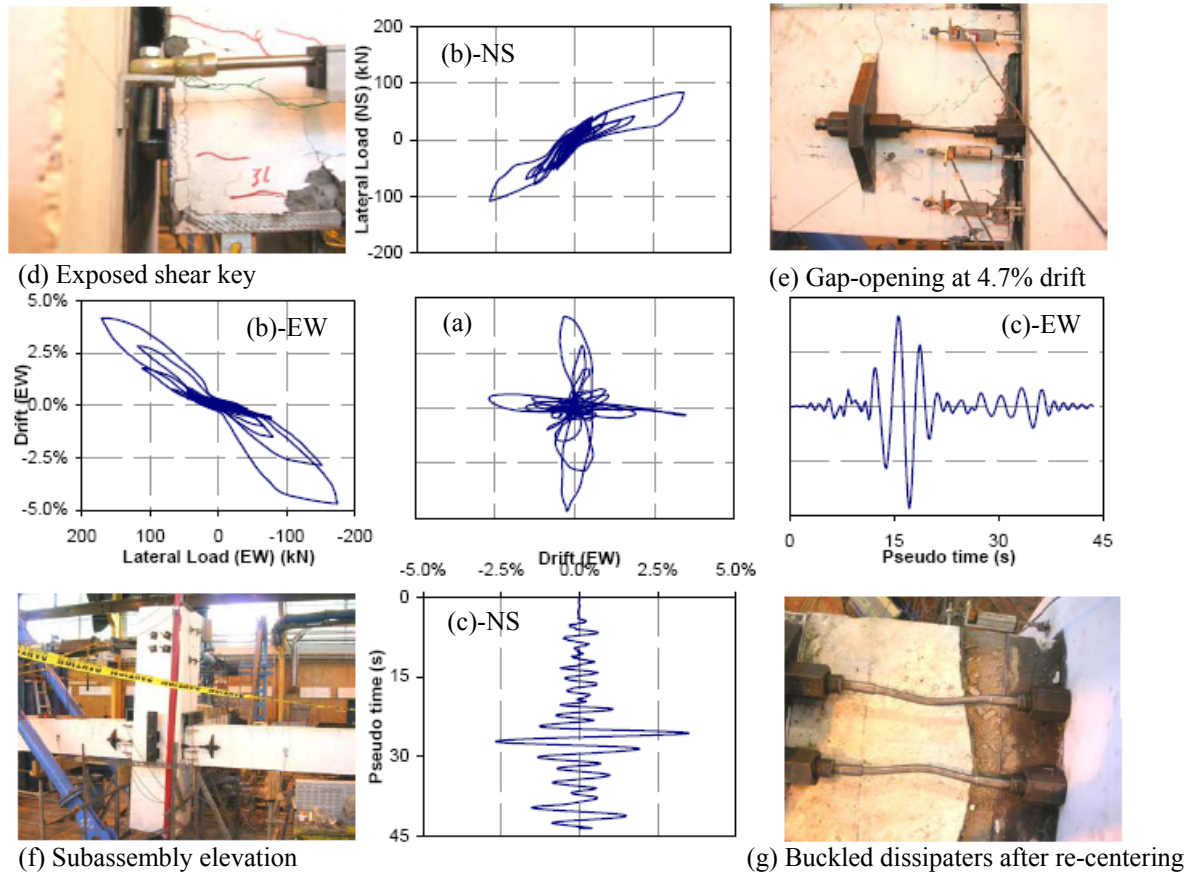 200
100
0
-100
-200
Lateral Load (NS) (kN)
(b)-NS
31
(d) Exposed shear key
(e) Gap-opening at 4.7% drift
5.0%
2.5%
0.0%
-2.5%
-5.0%
Drift (EW)
(b)-EW
200 100 0 -100 -200
Lateral Load (EW) (kN)
(a)
(c)-EW
0 15 30 45
Pseudo time (s)
Drift (EW)
-5.0% -2.5% 0.0% 2.5% 5.0%
0
15
30
45
Pseudo time (s)
(c)-NS
CAUTION
(f) Subassembly elevation
(g) Buckled dissipaters after re-centering